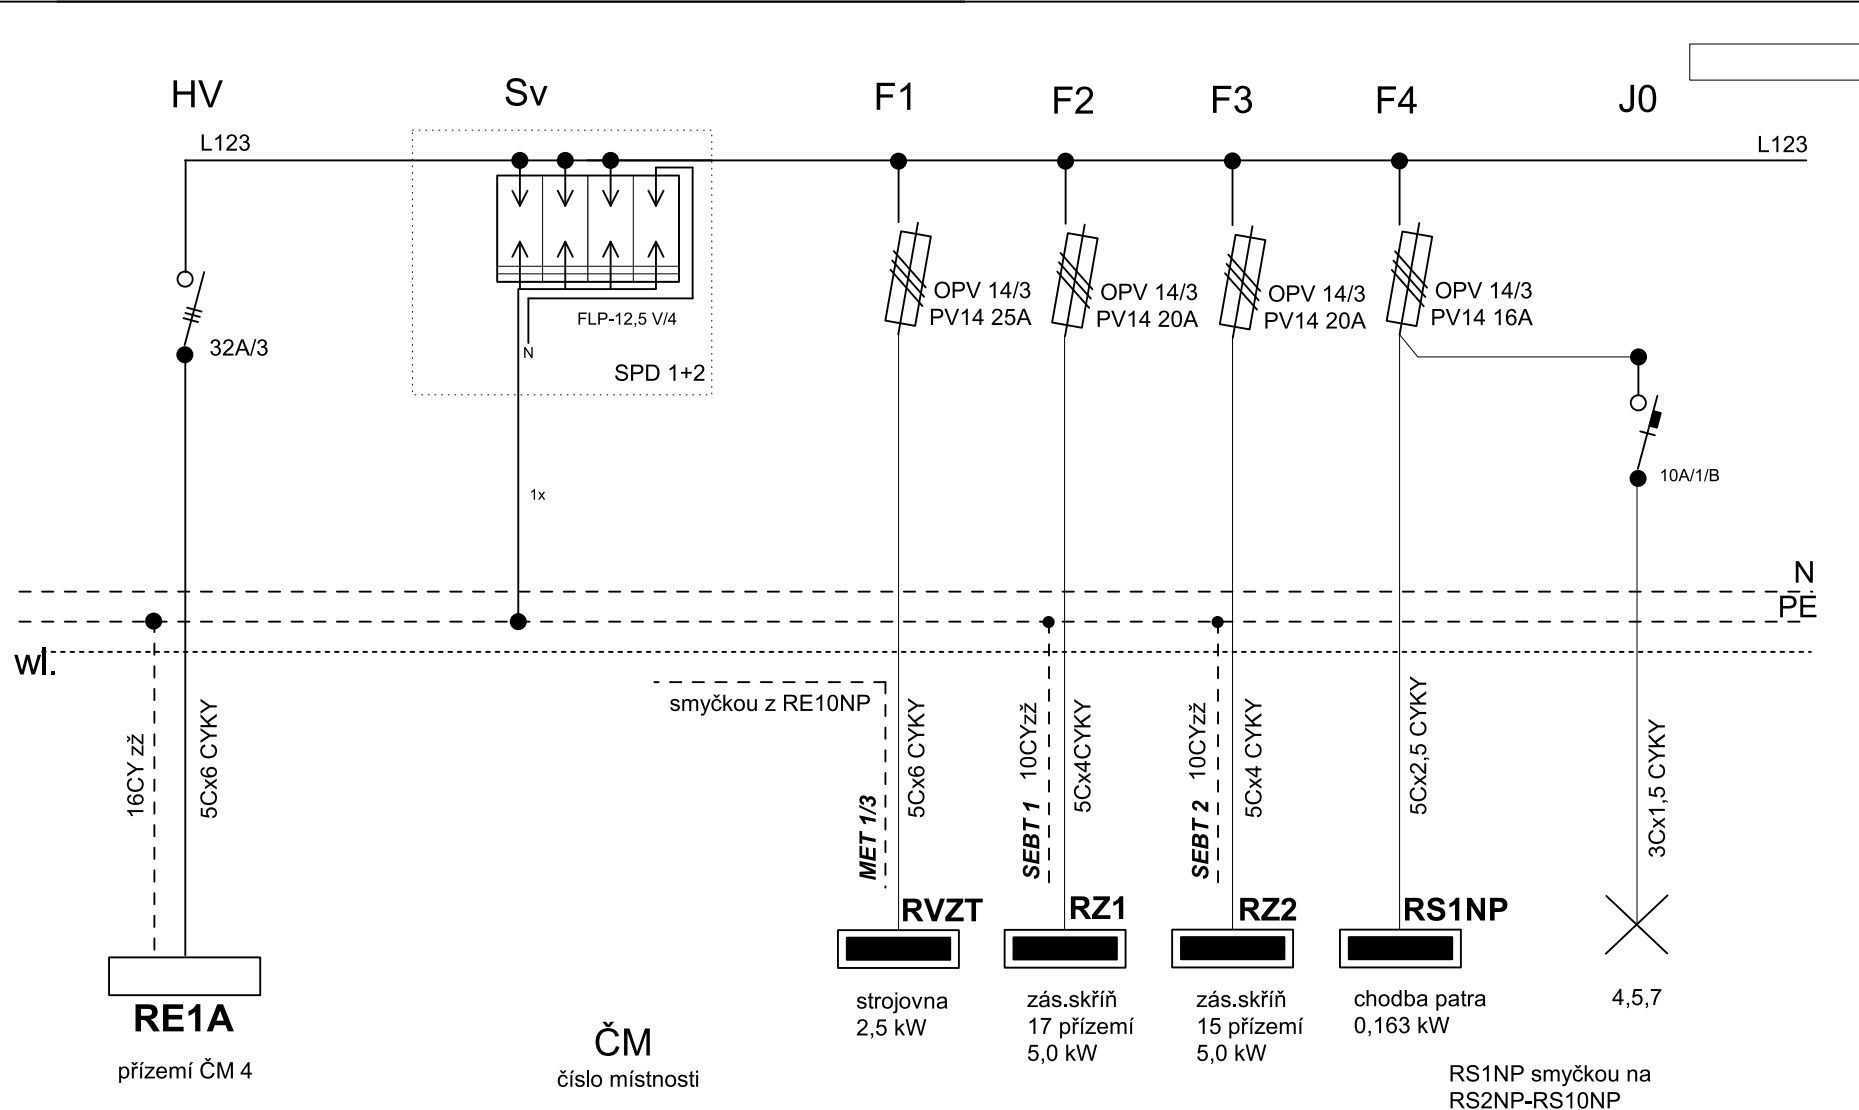 HV
Sv
F1
F2
F3
F4
J0
L123
L123
OPV 14/3
PV14 25A
OPV 14/3
PV14 20A
OPV 14/3
PV14 20A
OPV 14/3
PV14 16A
FLP-12,5 V/4
32A/3
N
SPD 1+2
10A/1/B
1x
N
PE
wl.
smyčkou z RE10NP
16CY zž
5Cx6 CYKY
MET 1/3
5Cx6 CYKY
SEBT 1 10CYzž
5Cx4CYKY
SEBT 2 10CYzž
5Cx4 CYKY
5Cx2,5 CYKY
3Cx1,5 CYKY
RVZT
RZ1
RZ2
RS1NP
RE1A
přízemí ČM 4
ČM
číslo místnosti
strojovna
2,5 kW
zás.skříň
17 přízemí
5,0 kW
zás.skříň
15 přízemí
5,0 kW
chodba patra
0,163 kW
4,5,7
RS1NP smyčkou na
RS2NP-RS10NP